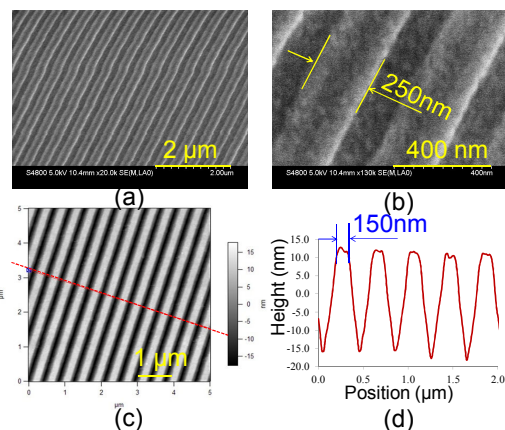 2 μm
S4800 5.0kV 10.4mm x20.0k SE(M,LA0)
2.00um
(a)
250nm
400 nm
S4800 5.0kV 10.4mm x130k SE(M,LA0)
400nm
(b)
5
4
3
2
1
0
μm
0
1
2
3
4
5
μm
1 μm
15
10
5
0
-5
-10
-15
nm
(c)
150nm
Height (nm)
15.0
10.0
5.0
0.0
-5.0
-10.0
-15.0
-20.0
0.0
0.5
1.0
1.5
2.0
Position (μm)
(d)